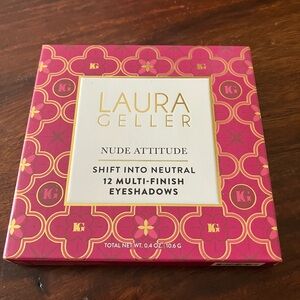 LAURA
GELLER
NUDE ATTITUDE
SHIFT INTO NEUTRAL
12 MULTI-FINISH
EYESHADOWS
TOTAL NET WT. 0.4 OZ. 10.6 G